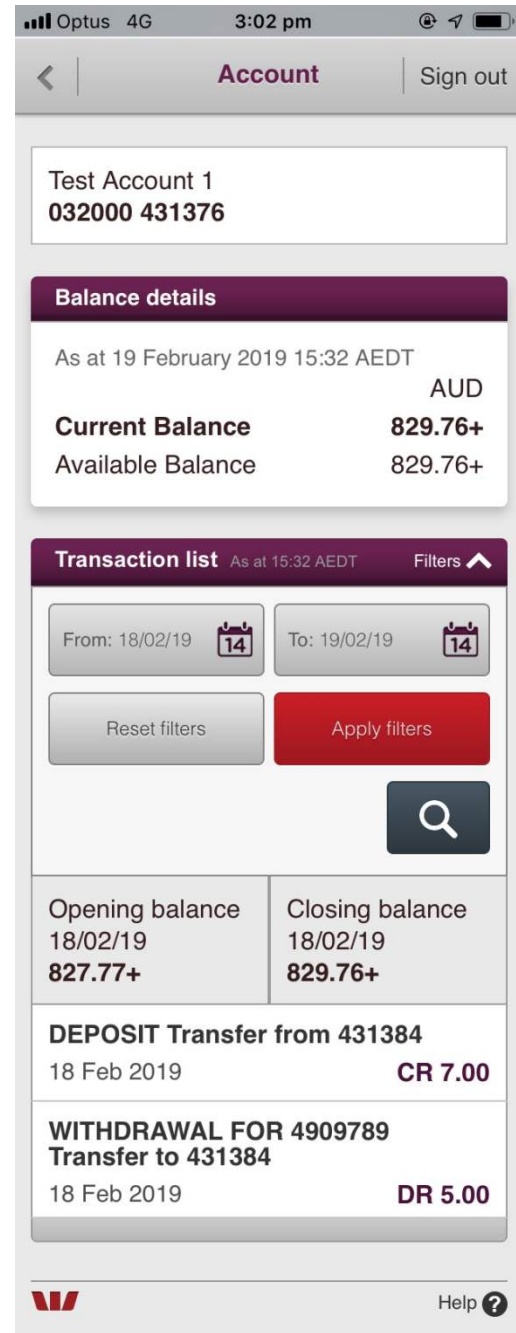 Optus 4G 3:02 pm
Account Sign out
Test Account 1
032000 431376
Balance details
As at 19 February 2019 15:32 AEDT
AUD
Current Balance 829.76+
Available Balance 829.76+
Transaction list As at 15:32 AEDT Filters
From: 18/02/19 14 To: 19/02/19 14
Reset filters Apply filters
Opening balance Closing balance
18/02/19 18/02/19
827.77+ 829.76+
DEPOSIT Transfer from 431384
18 Feb 2019 CR 7.00
WITHDRAWAL FOR 4909789
Transfer to 431384
18 Feb 2019 DR 5.00
Help ?